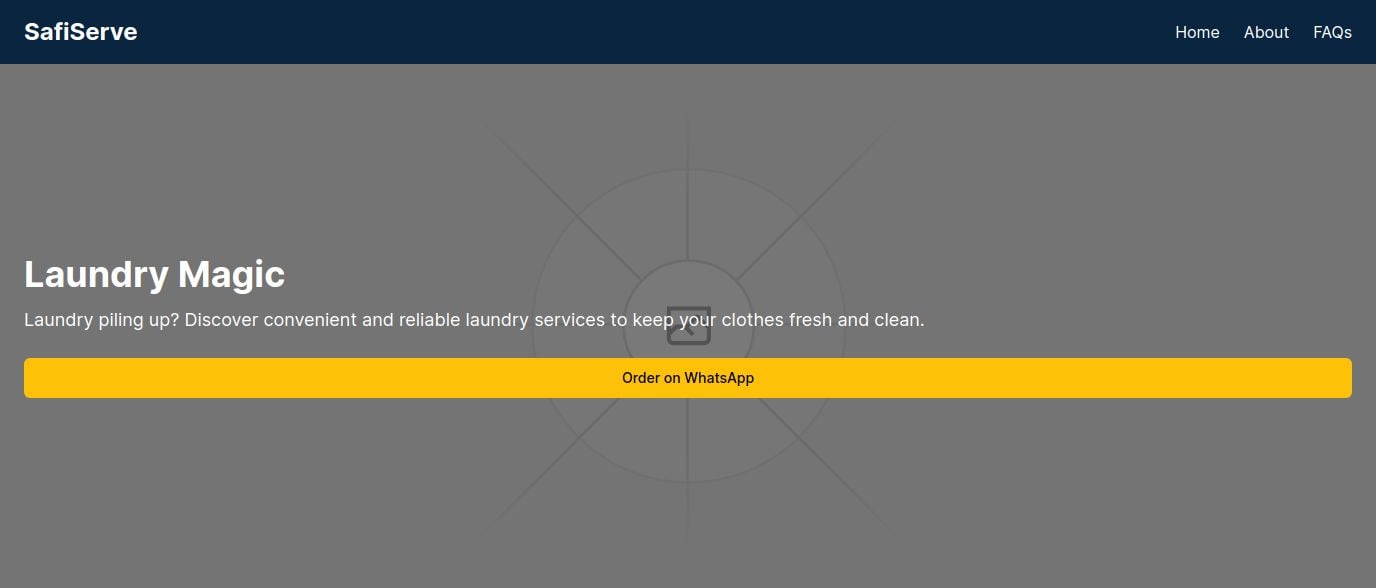 SafiServe
Home About FAQs
Laundry Magic
Laundry piling up? Discover convenient and reliable laundry services to keep your clothes fresh and clean.
Order on WhatsApp